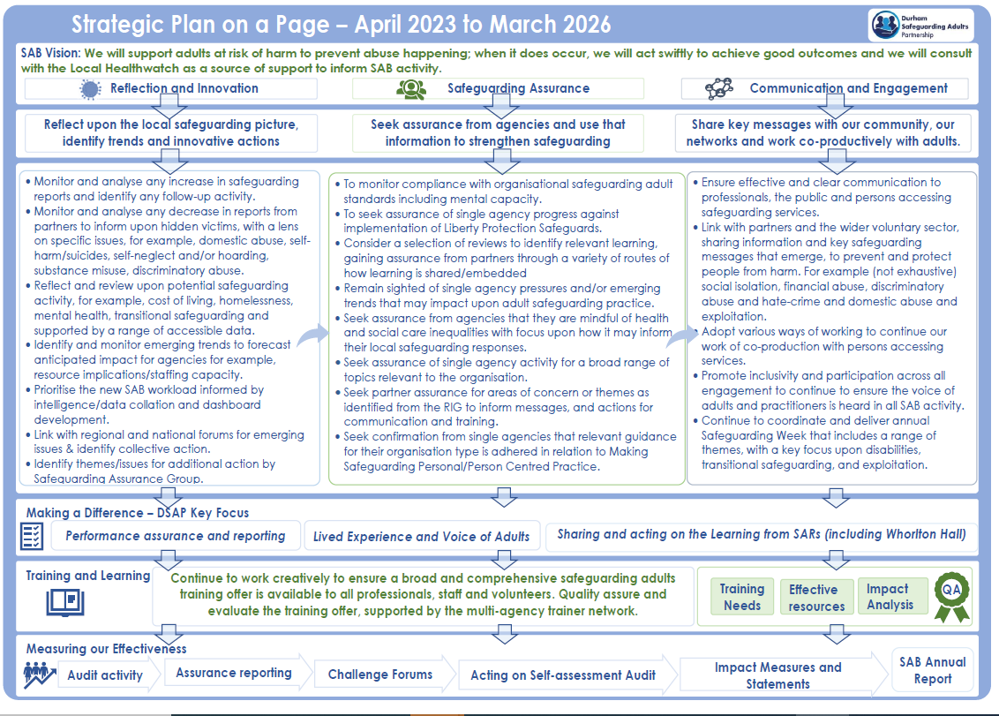 Strategic Plan on a Page – April 2023 to March 2026
Durham
Safeguarding Adults
Partnership
SAB Vision: We will support adults at risk of harm to prevent abuse happening; when it does occur, we will act swiftly to achieve good outcomes and we will consult
with the Local Healthwatch as a source of support to inform SAB activity.
Reflection and Innovation
Safeguarding Assurance
Communication and Engagement
Reflect upon the local safeguarding picture,
identify trends and innovative actions
Seek assurance from agencies and use that
information to strengthen safeguarding
Share key messages with our community, our
networks and work co-productively with adults.
• Monitor and analyse any increase in safeguarding
reports and identify any follow-up activity.
• Monitor and analyse any decrease in reports from
partners to inform upon hidden victims, with a lens
on specific issues, for example, domestic abuse, self-
harm/suicides, self-neglect and/or hoarding,
substance misuse, discriminatory abuse.
• Reflect and review upon potential safeguarding
activity, for example, cost of living, homelessness,
mental health, transitional safeguarding and
supported by a range of accessible data.
• Identify and monitor emerging trends to forecast
anticipated impact for agencies for example,
resource implications/staffing capacity.
• Prioritise the new SAB workload informed by
intelligence/data collation and dashboard
development.
• Link with regional and national forums for emerging
issues & identify collective action.
• Identify themes/issues for additional action by
Safeguarding Assurance Group.
• To monitor compliance with organisational safeguarding adult
standards including mental capacity.
• To seek assurance of single agency progress against
implementation of Liberty Protection Safeguards.
• Consider a selection of reviews to identify relevant learning,
gaining assurance from partners through a variety of routes of
how learning is shared/embedded
• Remain sighted of single agency pressures and/or emerging
trends that may impact upon adult safeguarding practice.
• Seek assurance from agencies that they are mindful of health
and social care inequalities with focus upon how it may inform
their local safeguarding responses.
• Seek assurance of single agency activity for a broad range of
topics relevant to the organisation.
• Seek partner assurance for areas of concern or themes as
identified from the RIG to inform messages, and actions for
communication and training.
• Seek confirmation from single agencies that relevant guidance
for their organisation type is adhered in relation to Making
Safeguarding Personal/Person Centred Practice.
• Ensure effective and clear communication to
professionals, the public and persons accessing
safeguarding services.
• Link with partners and the wider voluntary sector,
sharing information and key safeguarding
messages that emerge, to prevent and protect
people from harm. For example (not exhaustive)
social isolation, financial abuse, discriminatory
abuse and hate-crime and domestic abuse and
exploitation.
• Adopt various ways of working to continue our
work of co-production with persons accessing
services.
• Promote inclusivity and participation across all
engagement to continue to ensure the voice of
adults and practitioners is heard in all SAB activity.
• Continue to coordinate and deliver annual
Safeguarding Week that includes a range of
themes, with a key focus upon disabilities,
transitional safeguarding, and exploitation.
Making a Difference – DSAP Key Focus
Performance assurance and reporting
Lived Experience and Voice of Adults
Sharing and acting on the Learning from SARs (including Whorlton Hall)
Training and Learning
Continue to work creatively to ensure a broad and comprehensive safeguarding adults
training offer is available to all professionals, staff and volunteers. Quality assure and
evaluate the training offer, supported by the multi-agency trainer network.
Training
Needs
Effective
resources
Impact
Analysis
QA
Measuring our Effectiveness
Audit activity
Assurance reporting
Challenge Forums
Acting on Self-assessment Audit
Impact Measures and
Statements
SAB Annual
Report